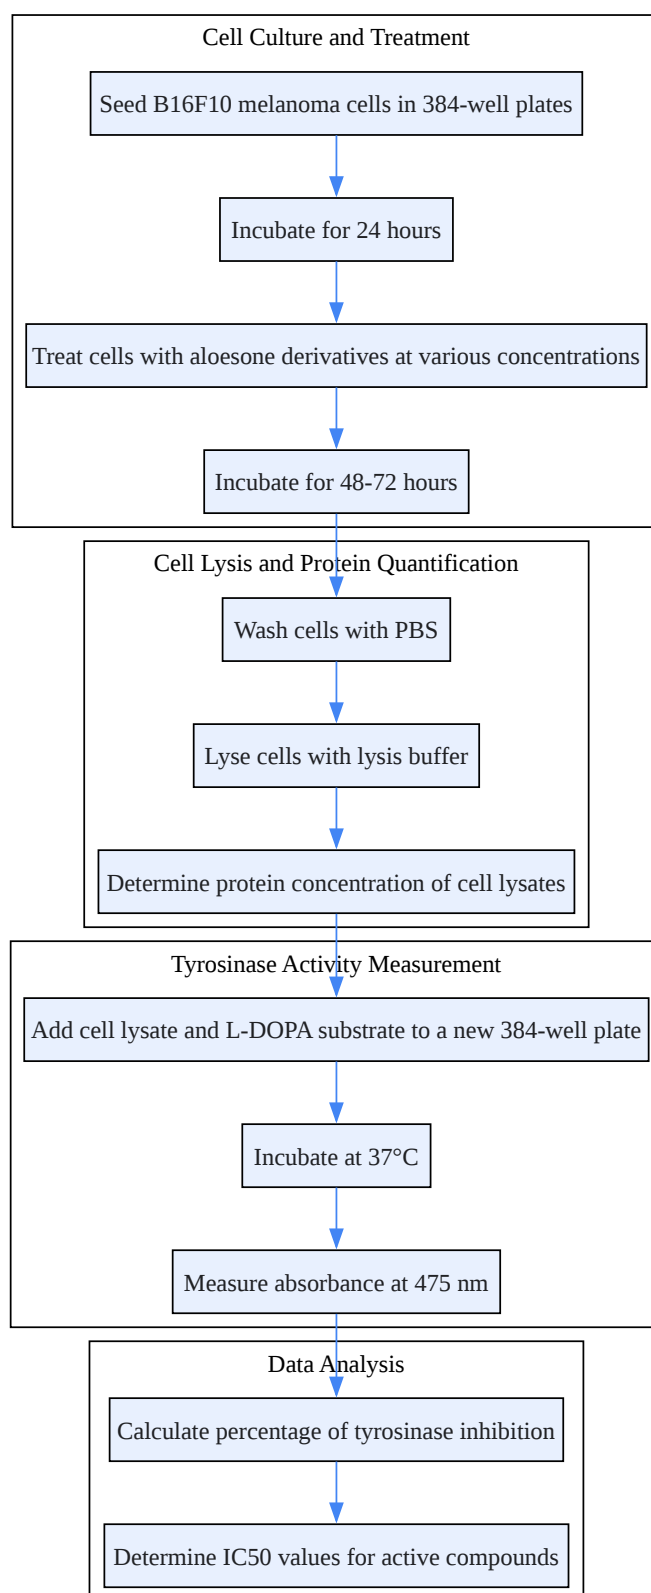 Cell Culture and Treatment
Seed B16F10 melanoma cells in 384-well plates
Incubate for 24 hours
Treat cells with aloesone derivatives at various concentrations
Incubate for 48-72 hours
Cell Lysis and Protein Quantification
Wash cells with PBS
Lyse cells with lysis buffer
Determine protein concentration of cell lysates
Tyrosinase Activity Measurement
Add cell lysate and L-DOPA substrate to a new 384-well plate
Incubate at 37°C
Measure absorbance at 475 nm
Data Analysis
Calculate percentage of tyrosinase inhibition
Determine IC50 values for active compounds